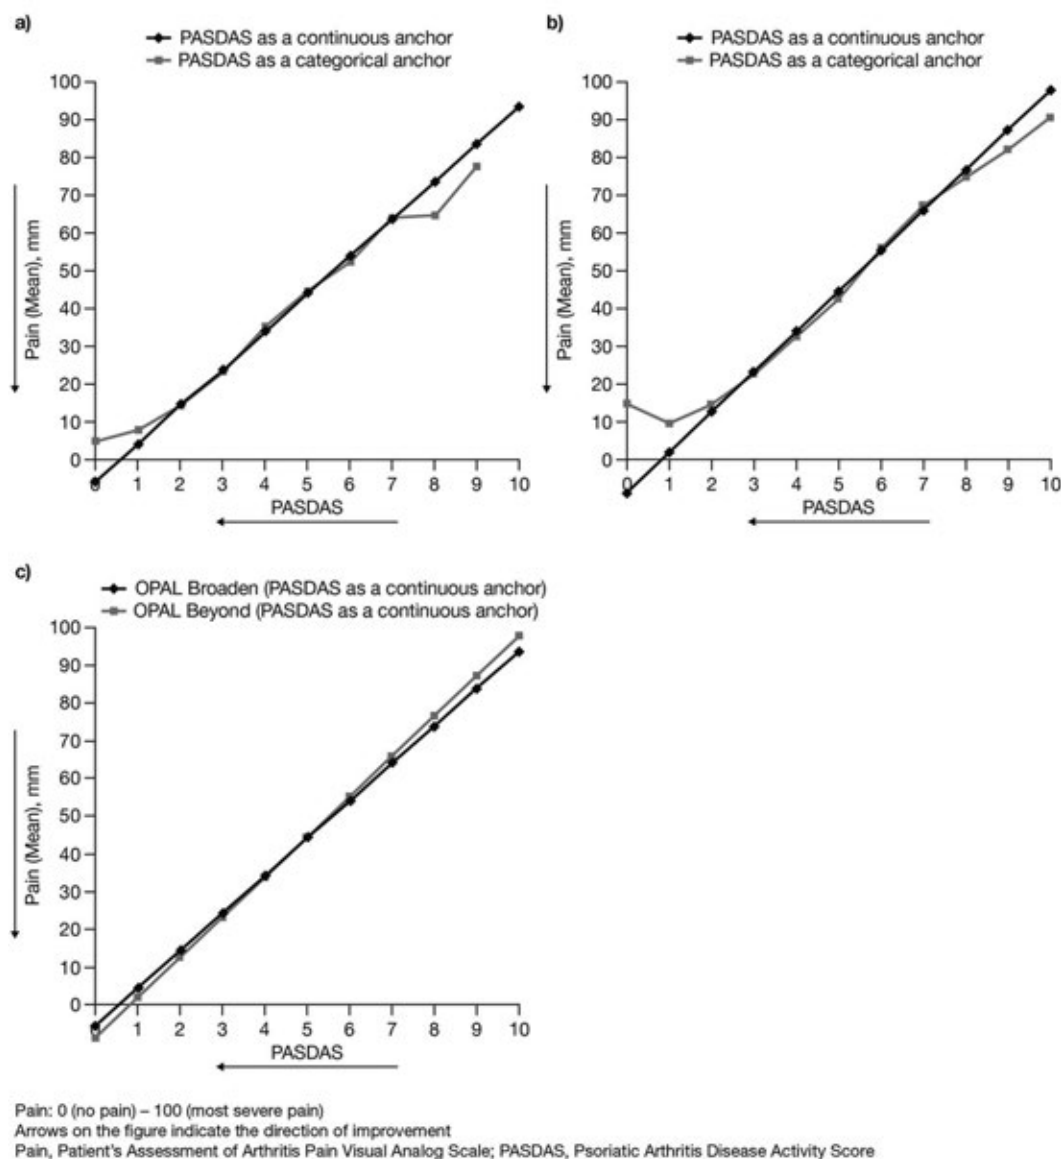 a)
PASDAS as a continuous anchor
PASDAS as a categorical anchor
100
90
80
70
60
50
40
30
20
10
0
Pain (Mean), mm
0 1 2 3 4 5 6 7 8 9 10
PASDAS
b)
PASDAS as a continuous anchor
PASDAS as a categorical anchor
100
90
80
70
60
50
40
30
20
10
0
Pain (Mean), mm
0 1 2 3 4 5 6 7 8 9 10
PASDAS
c)
OPAL Broaden (PASDAS as a continuous anchor)
OPAL Beyond (PASDAS as a continuous anchor)
100
90
80
70
60
50
40
30
20
10
0
Pain (Mean), mm
0 1 2 3 4 5 6 7 8 9 10
PASDAS
Pain: 0 (no pain) – 100 (most severe pain)
Arrows on the figure indicate the direction of improvement
Pain, Patient's Assessment of Arthritis Pain Visual Analog Scale; PASDAS, Psoriatic Arthritis Disease Activity Score